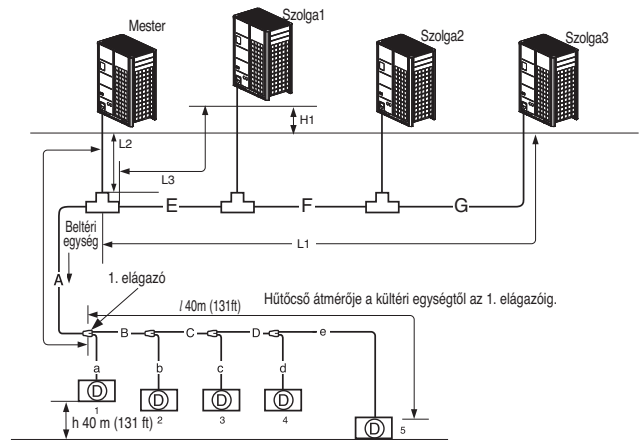 Mester
Szolga1
Szolga2
Szolga3
H1
L2
L3
E
F
G
L1
Beltéri
egység
A
1. elágazó
l 40m (131ft)
Hűtőcső átmérője a kültéri egységtől az 1. elágazóig.
B
C
D
e
a
b
c
d
D
1
D
2
D
3
D
4
D
5
h 40 m (131 ft)